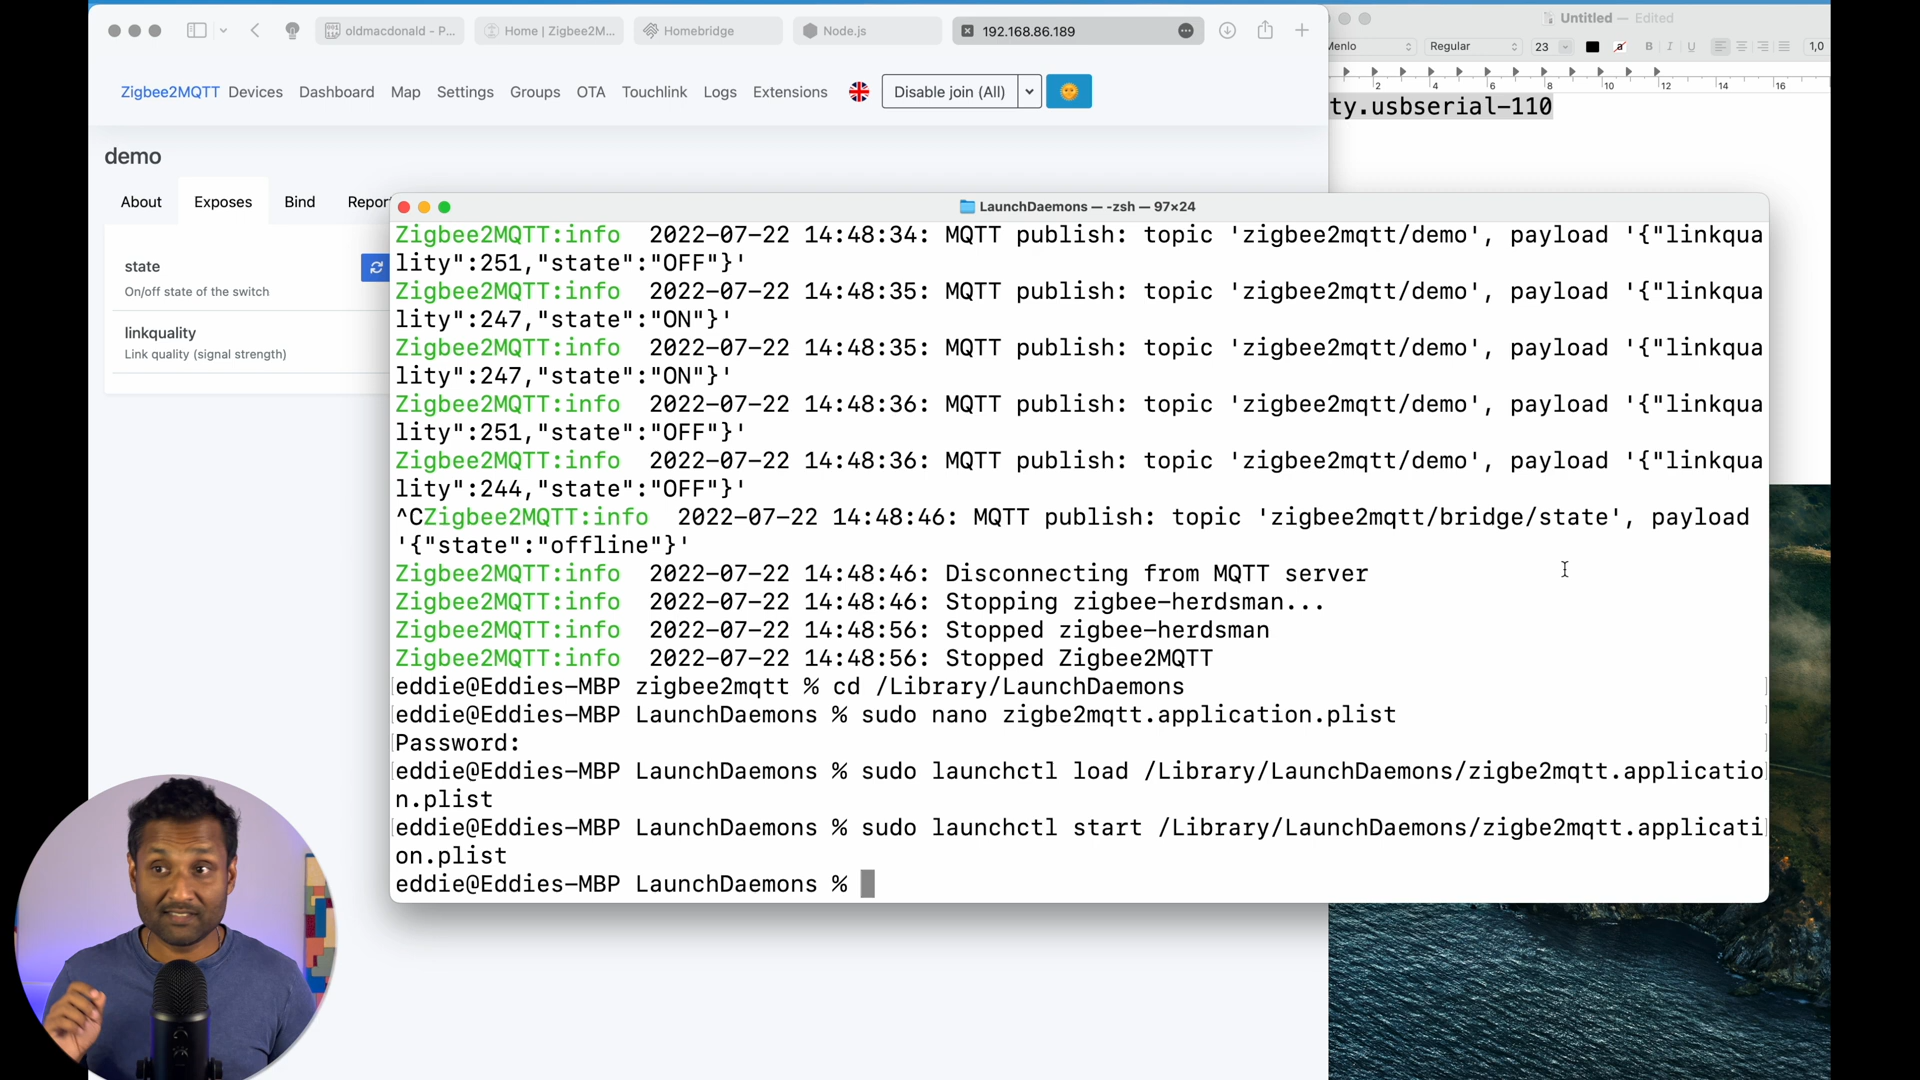 oldmacdonald - P...
Home | Zigbee2M...
Homebridge
Node.js
192.168.86.189
Untitled — Edited
Menlo
Regular
23
a
B I U
1,0
2 4 6 8 10 12 14 16
ty.usbserial-110
Zigbee2MQTT Devices Dashboard Map Settings Groups OTA Touchlink Logs Extensions
Disable join (All)
demo
About
Exposes
Bind
Repor
state
On/off state of the switch
linkquality
Link quality (signal strength)
LaunchDaemons — -zsh — 97×24
Zigbee2MQTT:info  2022-07-22 14:48:34: MQTT publish: topic 'zigbee2mqtt/demo', payload '{"linkqua
lity":251,"state":"OFF"}'
Zigbee2MQTT:info  2022-07-22 14:48:35: MQTT publish: topic 'zigbee2mqtt/demo', payload '{"linkqua
lity":247,"state":"ON"}'
Zigbee2MQTT:info  2022-07-22 14:48:35: MQTT publish: topic 'zigbee2mqtt/demo', payload '{"linkqua
lity":247,"state":"ON"}'
Zigbee2MQTT:info  2022-07-22 14:48:36: MQTT publish: topic 'zigbee2mqtt/demo', payload '{"linkqua
lity":251,"state":"OFF"}'
Zigbee2MQTT:info  2022-07-22 14:48:36: MQTT publish: topic 'zigbee2mqtt/demo', payload '{"linkqua
lity":244,"state":"OFF"}'
^CZigbee2MQTT:info  2022-07-22 14:48:46: MQTT publish: topic 'zigbee2mqtt/bridge/state', payload
'{"state":"offline"}'
Zigbee2MQTT:info  2022-07-22 14:48:46: Disconnecting from MQTT server
Zigbee2MQTT:info  2022-07-22 14:48:46: Stopping zigbee-herdsman...
Zigbee2MQTT:info  2022-07-22 14:48:56: Stopped zigbee-herdsman
Zigbee2MQTT:info  2022-07-22 14:48:56: Stopped Zigbee2MQTT
eddie@Eddies-MBP zigbee2mqtt % cd /Library/LaunchDaemons
eddie@Eddies-MBP LaunchDaemons % sudo nano zigbe2mqtt.application.plist
Password:
eddie@Eddies-MBP LaunchDaemons % sudo launchctl load /Library/LaunchDaemons/zigbe2mqtt.applicatio
n.plist
eddie@Eddies-MBP LaunchDaemons % sudo launchctl start /Library/LaunchDaemons/zigbe2mqtt.applicati
on.plist
eddie@Eddies-MBP LaunchDaemons %